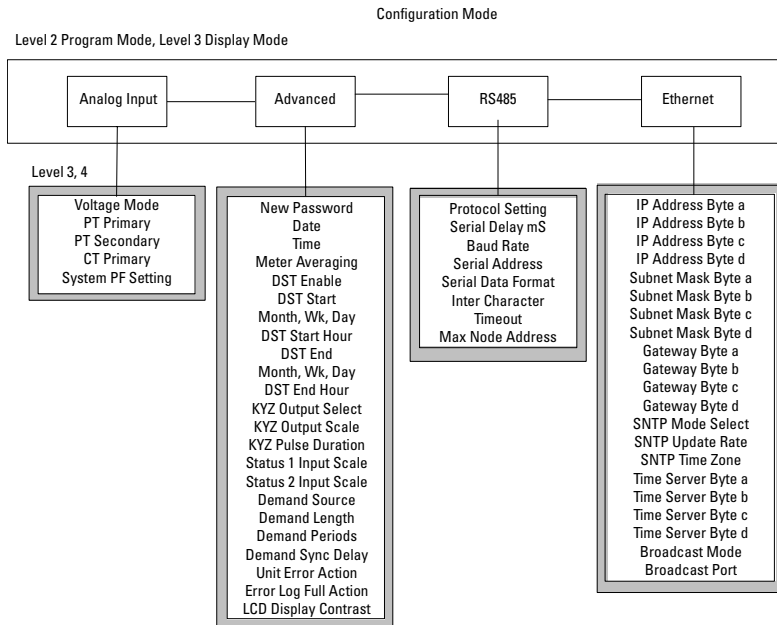 Configuration Mode
Level 2 Program Mode, Level 3 Display Mode
Analog Input
Advanced
RS485
Ethernet
Level 3, 4
Voltage Mode
PT Primary
PT Secondary
CT Primary
System PF Setting
New Password
Date
Time
Meter Averaging
DST Enable
DST Start
Month, Wk, Day
DST Start Hour
DST End
Month, Wk, Day
DST End Hour
KYZ Output Select
KYZ Output Scale
KYZ Pulse Duration
Status 1 Input Scale
Status 2 Input Scale
Demand Source
Demand Length
Demand Periods
Demand Sync Delay
Unit Error Action
Error Log Full Action
LCD Display Contrast
Protocol Setting
Serial Delay mS
Baud Rate
Serial Address
Serial Data Format
Inter Character
Timeout
Max Node Address
IP Address Byte a
IP Address Byte b
IP Address Byte c
IP Address Byte d
Subnet Mask Byte a
Subnet Mask Byte b
Subnet Mask Byte c
Subnet Mask Byte d
Gateway Byte a
Gateway Byte b
Gateway Byte c
Gateway Byte d
SNTP Mode Select
SNTP Update Rate
SNTP Time Zone
Time Server Byte a
Time Server Byte b
Time Server Byte c
Time Server Byte d
Broadcast Mode
Broadcast Port